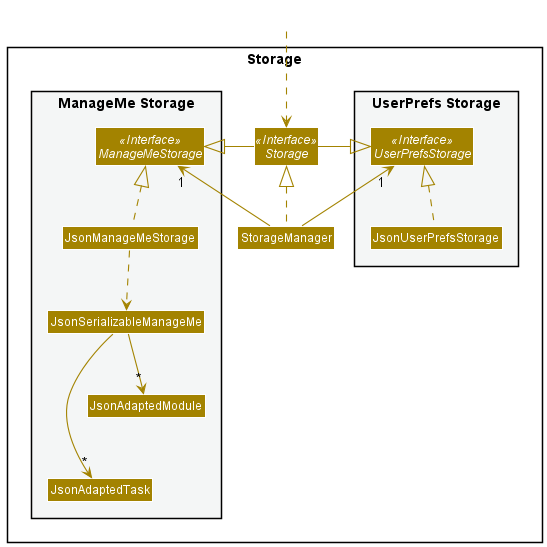 Storage
ManageMe Storage
UserPrefs Storage
«Interface»
ManageMeStorage
«Interface»
Storage
«Interface»
UserPrefsStorage
1
1
JsonManageMeStorage
StorageManager
JsonUserPrefsStorage
JsonSerializableManageMe
*
JsonAdaptedModule
*
JsonAdaptedTask